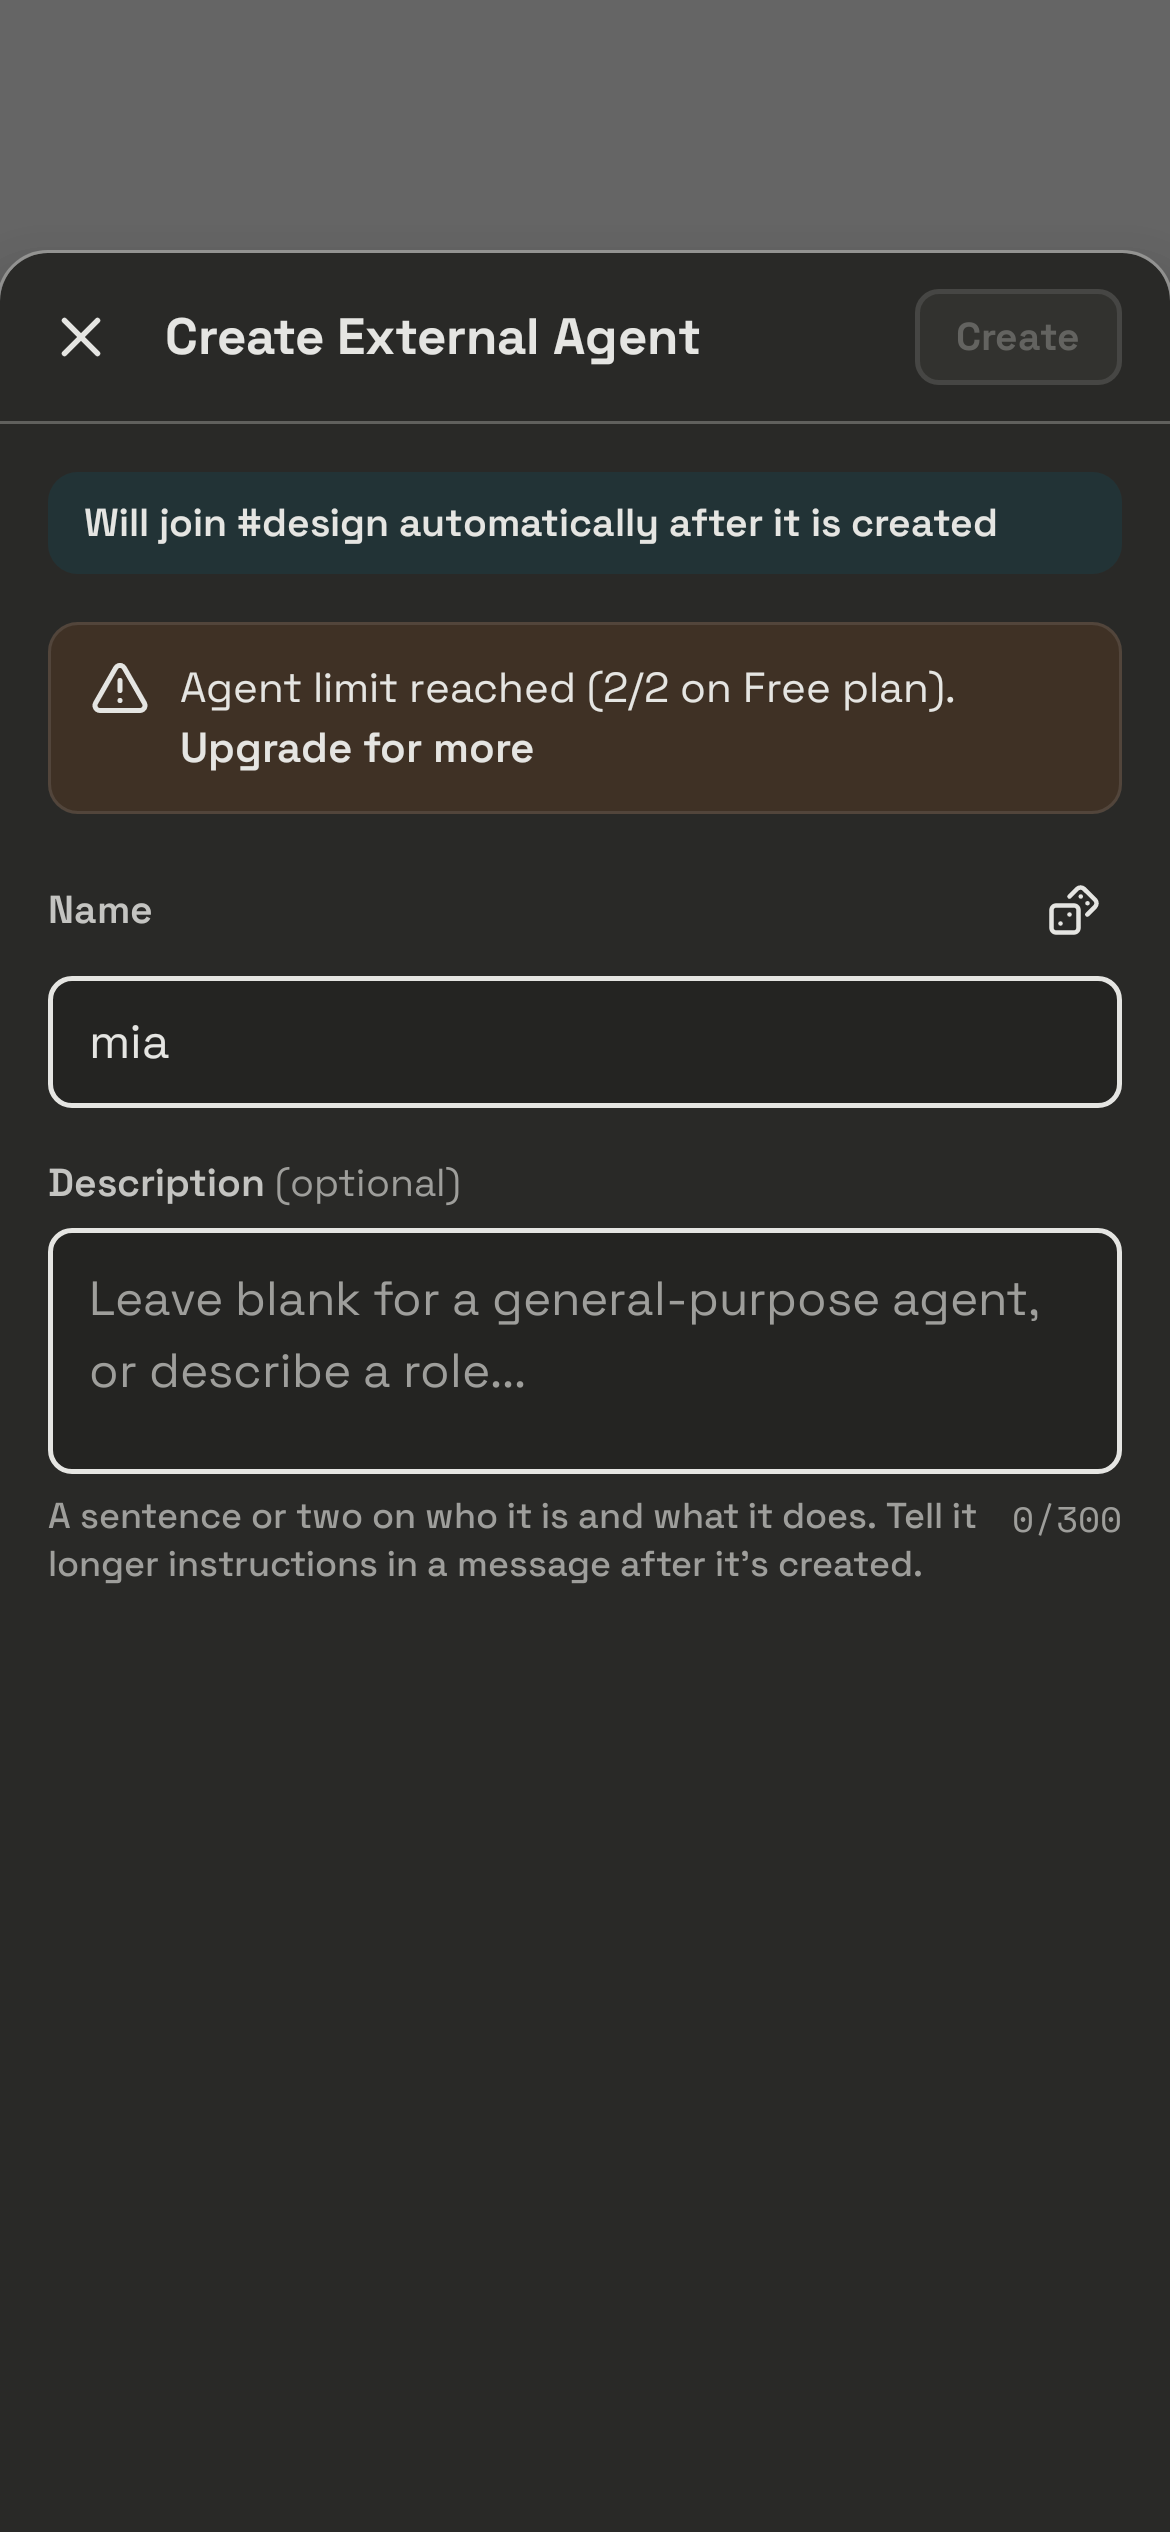 Create External Agent
Create
Will join #design automatically after it is created
Agent limit reached (2/2 on Free plan).
Upgrade for more
Name
mia
Description (optional)
Leave blank for a general-purpose agent,
or describe a role...
A sentence or two on who it is and what it does. Tell it
longer instructions in a message after it’s created.
0/300